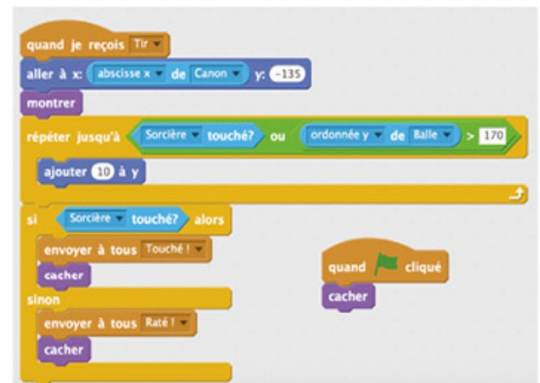 quand je reçois Tir
aller à x: abscisse x de Canon y: -135
montrer
répéter jusqu'à Sorcière touché? ou ordonnée y de Balle > 170
ajouter 10 à y
si Sorcière touché? alors
envoyer à tous Touché !
cacher
sinon
envoyer à tous Raté !
cacher
quand cliqué
cacher